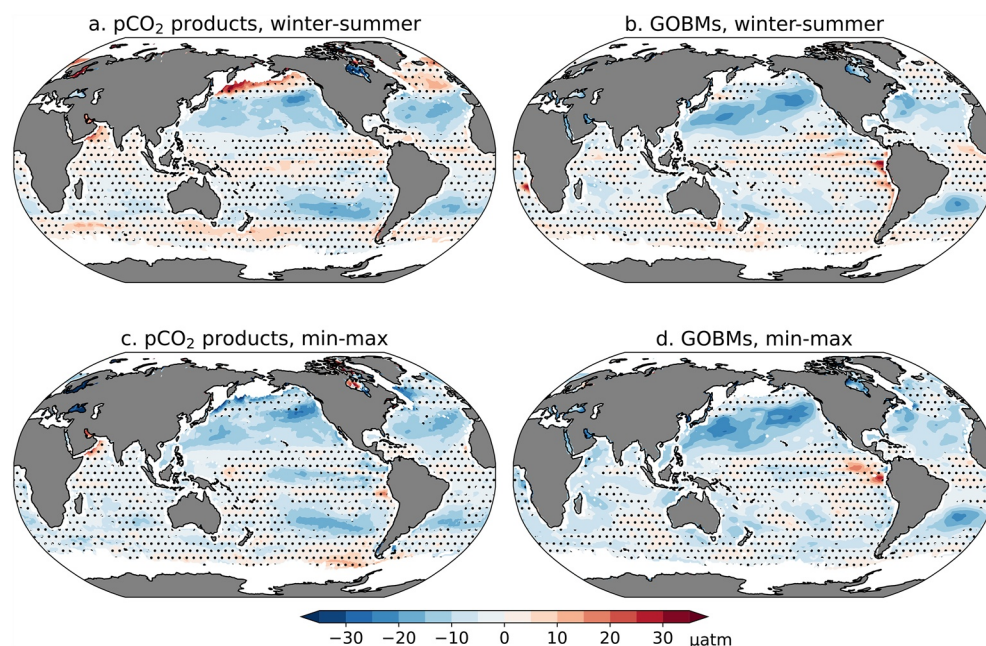 a. pCO₂ products, winter-summer
b. GOBMs, winter-summer
c. pCO₂ products, min-max
d. GOBMs, min-max
−30 −20 −10 0 10 20 30 µatm